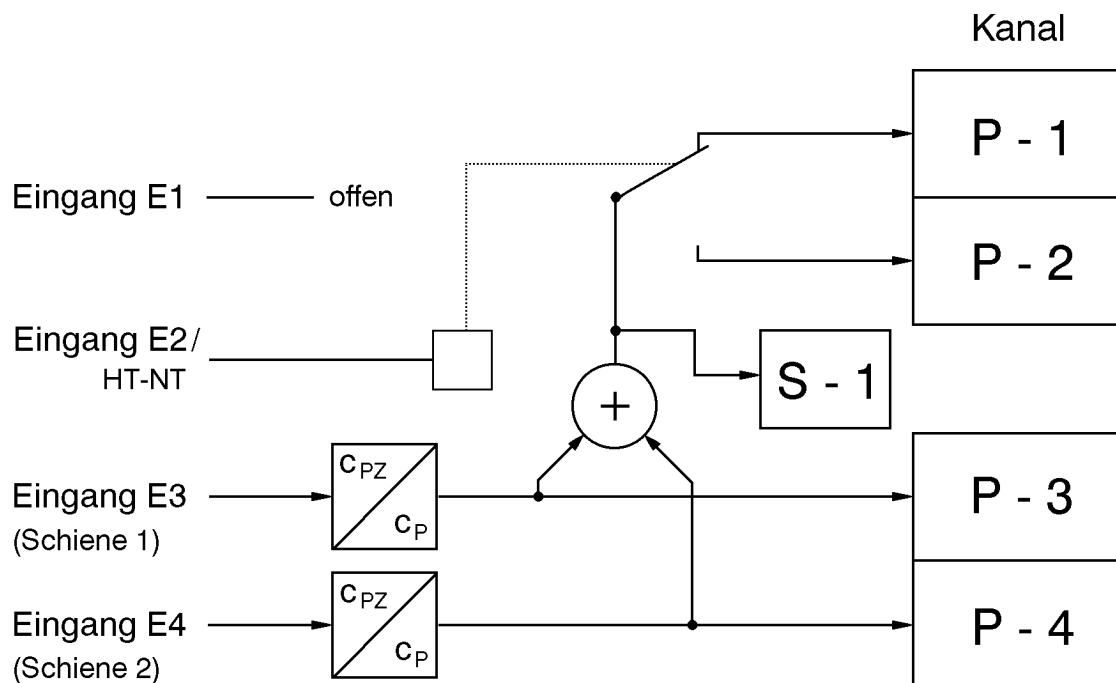 Kanal
P - 1
Eingang E1
offen
P - 2
Eingang E2/
HT-NT
S - 1
+
Eingang E3
(Schiene 1)
cPZ
cP
P - 3
Eingang E4
(Schiene 2)
cPZ
cP
P - 4